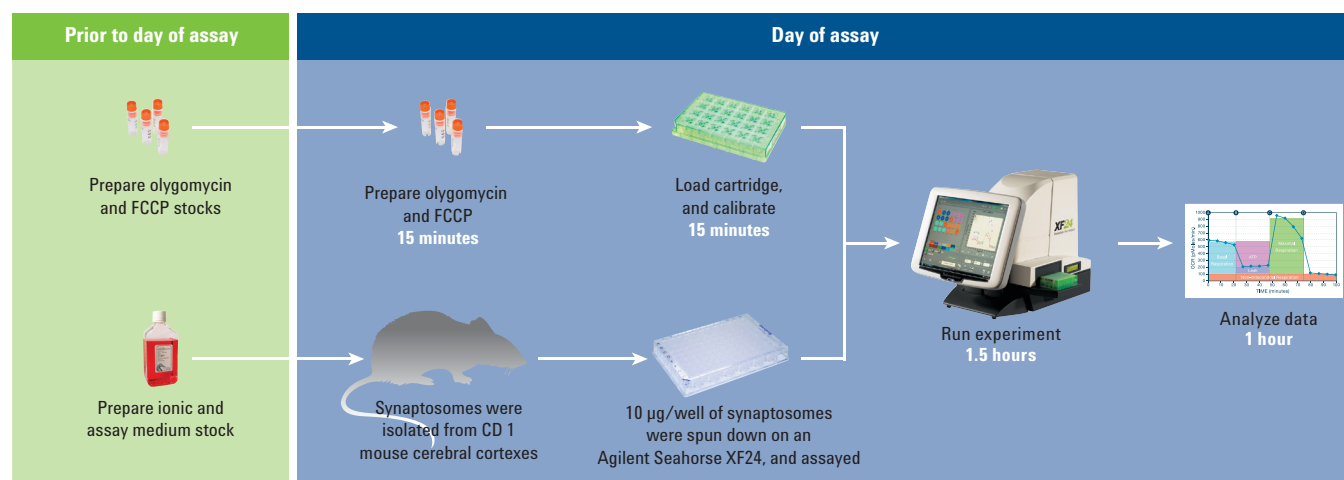 Prior to day of assay
Day of assay
Prepare olygomycin
and FCCP stocks
Prepare olygomycin
and FCCP
15 minutes
Load cartridge,
and calibrate
15 minutes
XF24
Run experiment
1.5 hours
Analyze data
1 hour
Prepare ionic and
assay medium stock
Synaptosomes were
isolated from CD 1
mouse cerebral cortexes
10 µg/well of synaptosomes
were spun down on an
Agilent Seahorse XF24, and assayed
TIME (minutes)